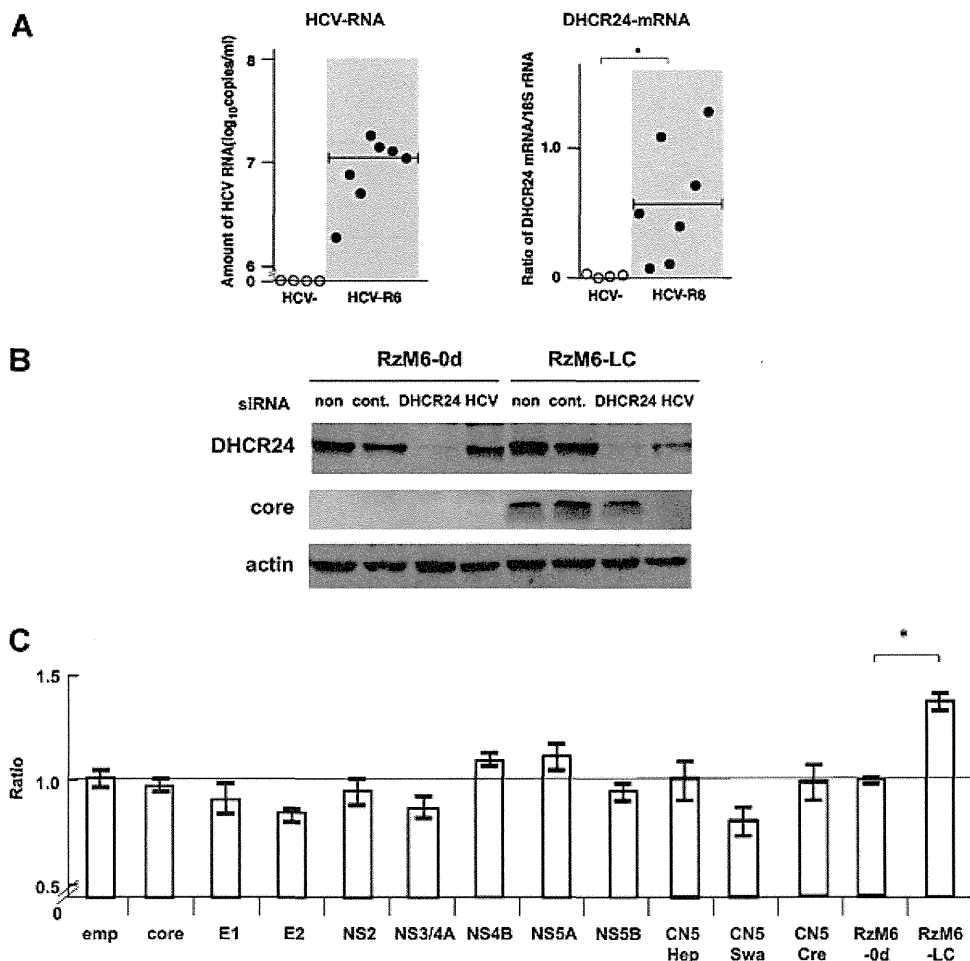 A
HCV-RNA
Amount of HCV RNA(log10copies/ml)
8
7
6
0
HCV-
HCV-R6
DHCR24-mRNA
*
Ratio of DHCR24 mRNA/18S rRNA
1.0
0
HCV-
HCV-R6
B
RzM6-0d RzM6-LC
siRNA non cont. DHCR24 HCV non cont. DHCR24 HCV
DHCR24
core
actin
C
*
Ratio
1.5
1.0
0.5
0
emp core E1 E2 NS2 NS3/4A NS4B NS5A NS5B CN5 CN5 CN5 RzM6 RzM6
Hep Swa Cre -0d -LC